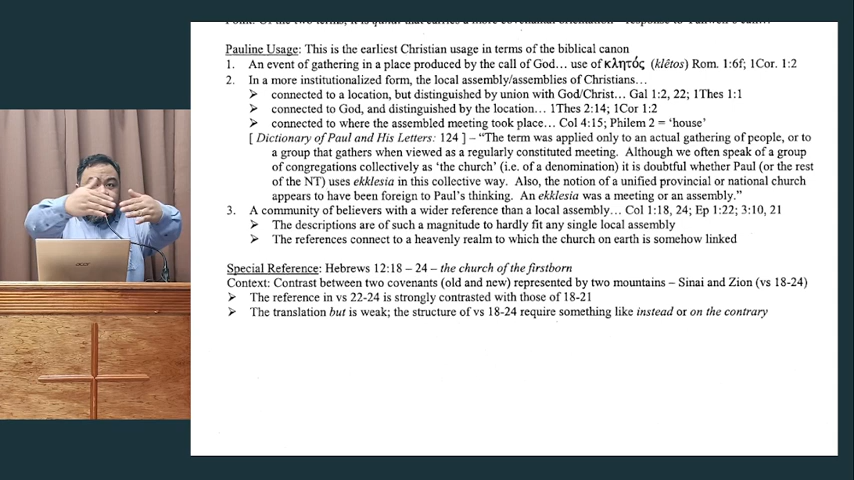 Pauline Usage: This is the earliest Christian usage in terms of the biblical canon
1. An event of gathering in a place produced by the call of God… use of κλητός (klêtos) Rom. 1:6f; 1Cor. 1:2
2. In a more institutionalized form, the local assembly/assemblies of Christians…
➢ connected to a location, but distinguished by union with God/Christ… Gal 1:2, 22; 1Thes 1:1
➢ connected to God, and distinguished by the location… 1Thes 2:14; 1Cor 1:2
➢ connected to where the assembled meeting took place… Col 4:15; Philem 2 = ‘house’
[ Dictionary of Paul and His Letters: 124 ] – “The term was applied only to an actual gathering of people, or to
a group that gathers when viewed as a regularly constituted meeting. Although we often speak of a group
of congregations collectively as ‘the church’ (i.e. of a denomination) it is doubtful whether Paul (or the rest
of the NT) uses ekklesia in this collective way. Also, the notion of a unified provincial or national church
appears to have been foreign to Paul’s thinking. An ekklesia was a meeting or an assembly.”
3. A community of believers with a wider reference than a local assembly… Col 1:18, 24; Ep 1:22; 3:10, 21
➢ The descriptions are of such a magnitude to hardly fit any single local assembly
➢ The references connect to a heavenly realm to which the church on earth is somehow linked
Special Reference: Hebrews 12:18 – 24 – the church of the firstborn
Context: Contrast between two covenants (old and new) represented by two mountains – Sinai and Zion (vs 18-24)
➢ The reference in vs 22-24 is strongly contrasted with those of 18-21
➢ The translation but is weak; the structure of vs 18-24 require something like instead or on the contrary
acer